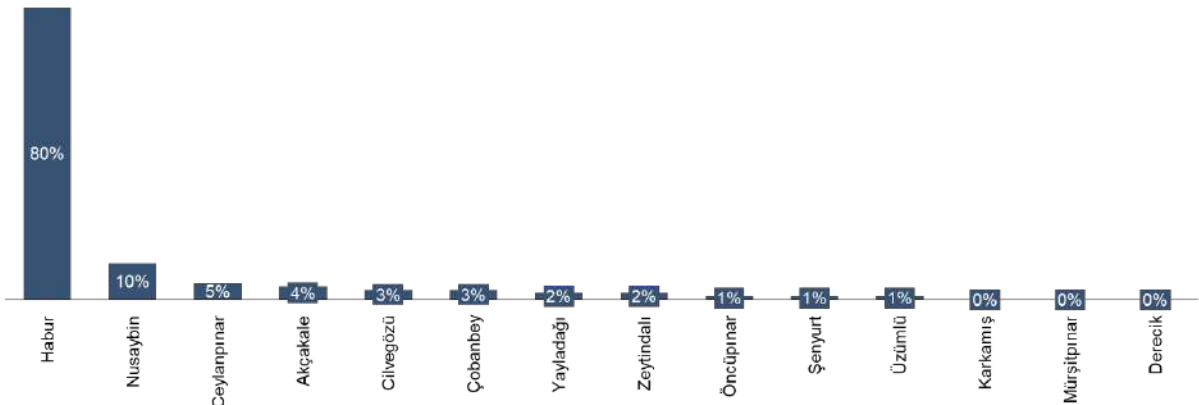 80%
10%
5%
4%
3%
3%
2%
2%
1%
1%
1%
0%
0%
0%
Habur
Nusaybin
Ceylanpınar
Akçakale
Cilvegözü
Çobanbey
Yayladağı
Zeytindalı
Öncüpınar
Şenyurt
Üzümlü
Karkamış
Mürşitpınar
Derecik